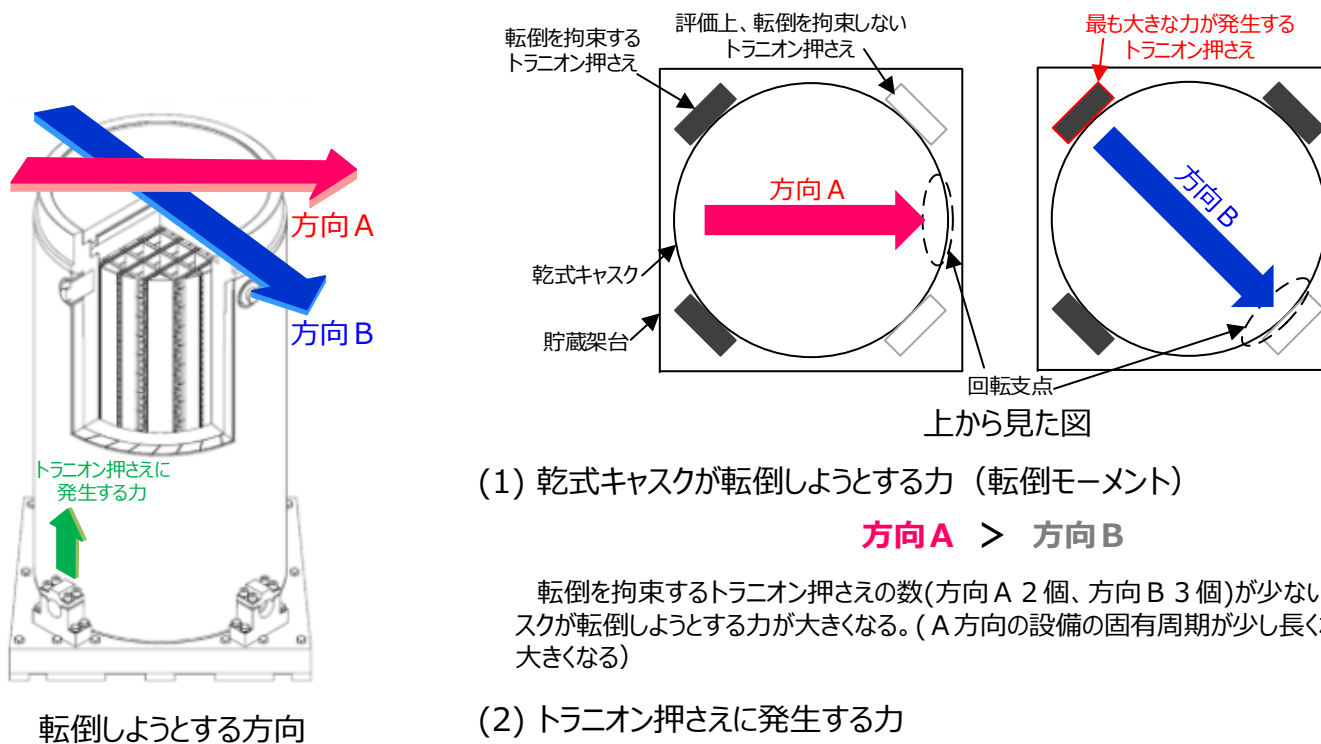 転倒を拘束する
トラニオン押さえ
評価上、転倒を拘束しない
トラニオン押さえ
最も大きな力が発生する
トラニオン押さえ
方向A
方向B
方向A
方向B
乾式キャスク
貯蔵架台
回転支点
上から見た図
トラニオン押さえに
発生する力
転倒しようとする方向
(1) 乾式キャスクが転倒しようとする力（転倒モーメント）
方向A ＞ 方向B
転倒を拘束するトラニオン押さえの数(方向A２個、方向B３個)が少ない
スクが転倒しようとする力が大きくなる。(A方向の設備の固有周期が少し長く
大きくなる）
(2) トラニオン押さえに発生する力